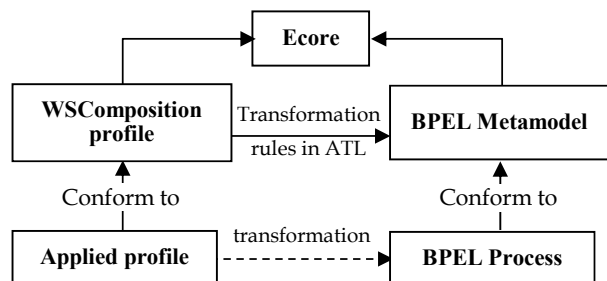 Ecore
WSComposition
profile
Transformation
rules in ATL
BPEL Metamodel
Conform to
Conform to
Applied profile
transformation
BPEL Process